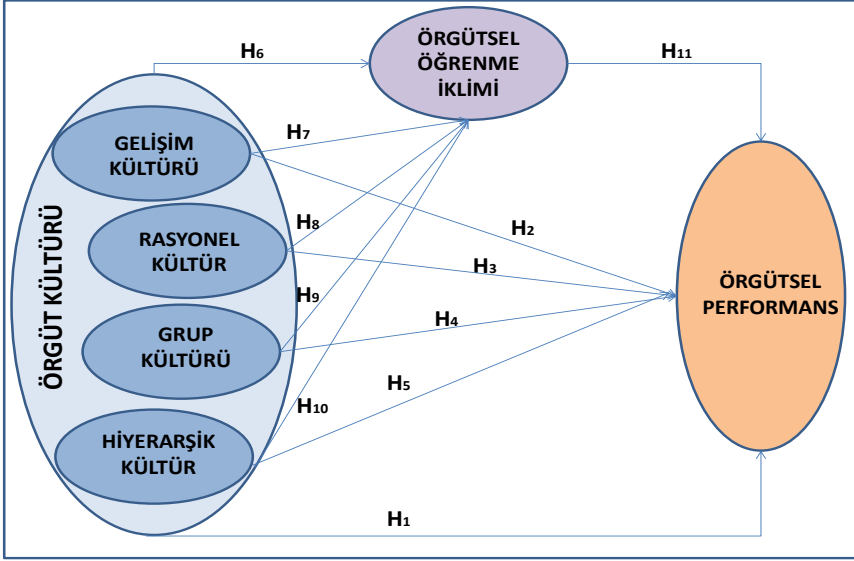 H6
ÖRGÜTSEL
ÖĞRENME
İKLİMİ
H11
ÖRGÜT KÜLTÜRÜ
GELİŞİM
KÜLTÜRÜ
H7
RASYONEL
KÜLTÜR
H8
H2
H3
GRUP
KÜLTÜRÜ
H9
H4
HİYERARŞİK
KÜLTÜR
H10
H5
H1
ÖRGÜTSEL
PERFORMANS